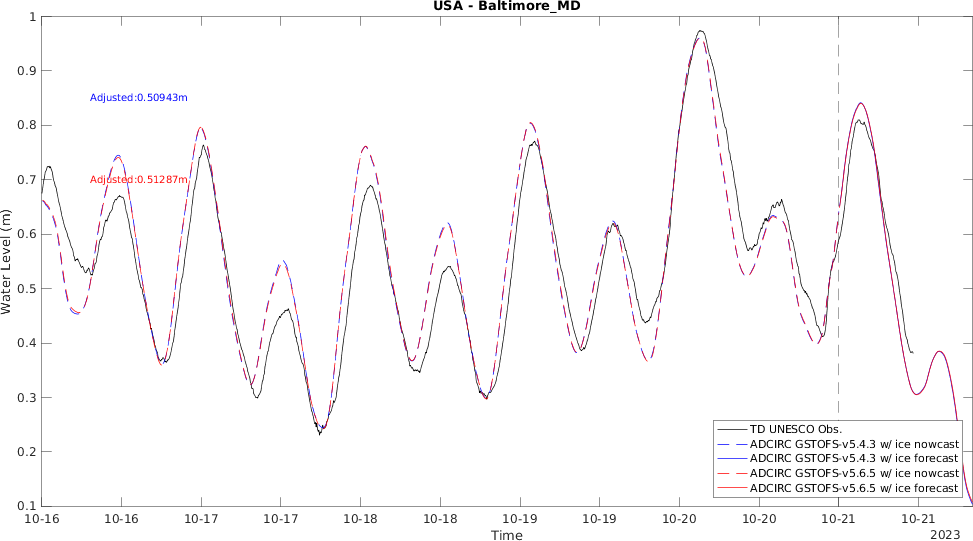 USA - Baltimore_MD
1
0.9
0.8
0.7
0.6
0.5
0.4
0.3
0.2
0.1
Water Level (m)
Adjusted:0.50943m
Adjusted:0.51287m
TD UNESCO Obs.
ADCIRC GSTOFS-v5.4.3 w/ ice nowcast
ADCIRC GSTOFS-v5.4.3 w/ ice forecast
ADCIRC GSTOFS-v5.6.5 w/ ice nowcast
ADCIRC GSTOFS-v5.6.5 w/ ice forecast
10-16 10-16 10-17 10-17 10-18 10-18 10-19 10-19 10-20 10-20 10-21 10-21
Time
2023